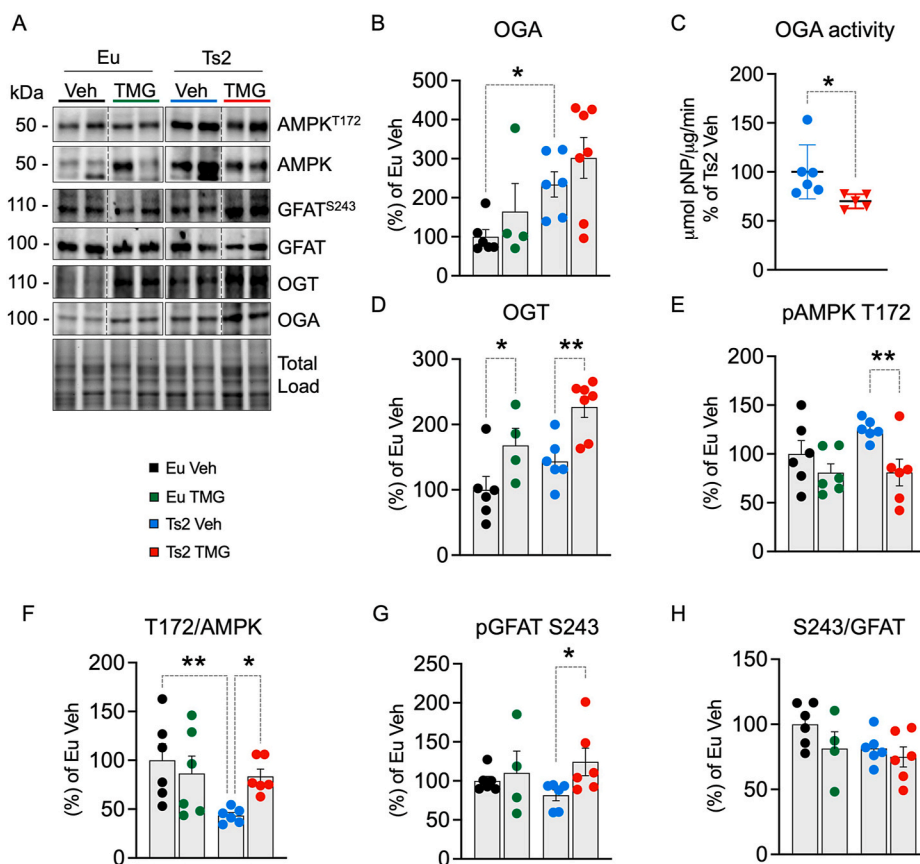 A
Eu Ts2
kDa Veh TMG Veh TMG
50 - AMPK^T172
50 - AMPK
110 - GFAT^S243
100 - GFAT
110 - OGT
100 - OGA
Total
Load
Eu Veh
Eu TMG
Ts2 Veh
Ts2 TMG
B
OGA
(%) of Eu Veh
500
400
300
200
100
0
*
C
OGA activity
µmol pNP/µg/min
% of Ts2 Veh
200
150
100
50
0
*
D
OGT
(%) of Eu Veh
300
200
100
0
*
**
E
pAMPK T172
(%) of Eu Veh
200
150
100
50
0
**
F
T172/AMPK
(%) of Eu Veh
200
150
100
50
0
**
*
G
pGFAT S243
(%) of Eu Veh
250
200
150
100
50
0
*
H
S243/GFAT
(%) of Eu Veh
150
100
50
0